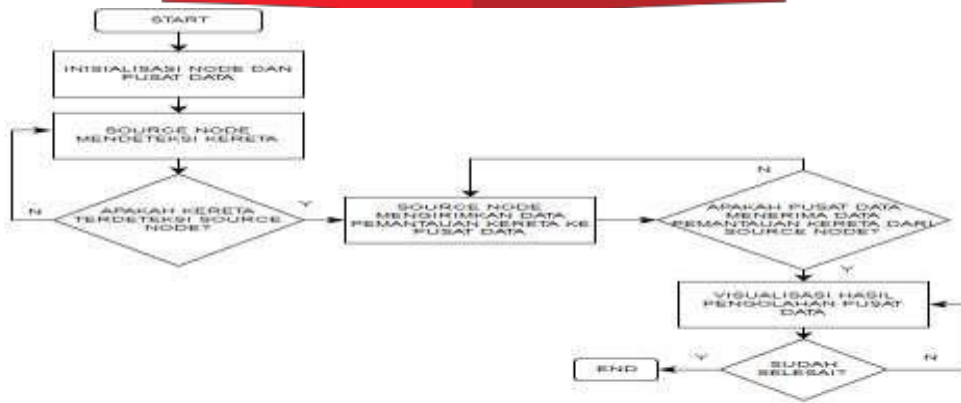 START
INISIALISASI NODE DAN
PUSAT DATA
SOURCE NODE
MENDETEKSI KERETA
APAKAH KERETA
TERDETEKSI SOURCE
NODE?
N
Y
SOURCE NODE
MENGIRIMKAN DATA
PEMANTAUAN KERETA KE
PUSAT DATA
N
APAKAH PUSAT DATA
MENERIMA DATA
PEMANTAUAN KERETA DARI
SOURCE NODE?
Y
VISUALISASI HASIL
PENGOLAHAN PUSAT
DATA
SUDAH
SELESAI?
Y
N
END